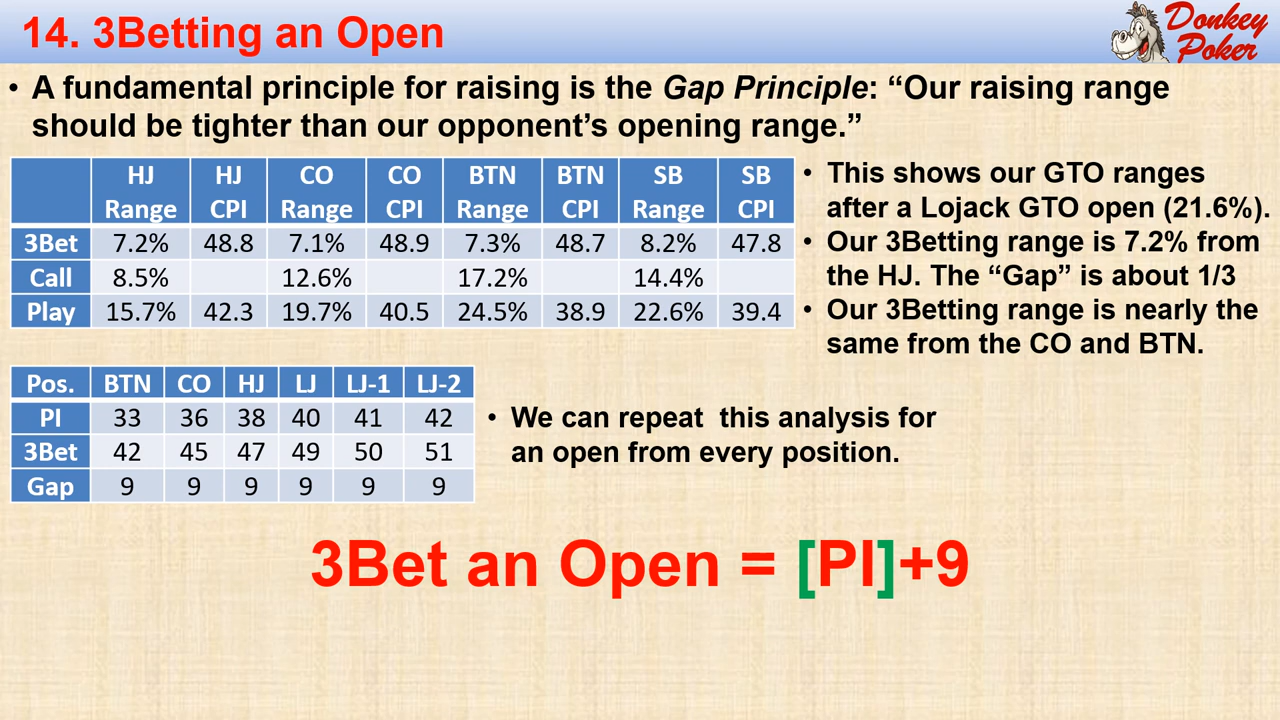 14. 3Betting an Open
Donkey
Poker
• A fundamental principle for raising is the Gap Principle: “Our raising range
should be tighter than our opponent’s opening range.”
HJ Range HJ CPI CO Range CO CPI BTN Range BTN CPI SB Range SB CPI
3Bet 7.2% 48.8 7.1% 48.9 7.3% 48.7 8.2% 47.8
Call 8.5% 12.6% 17.2% 14.4%
Play 15.7% 42.3 19.7% 40.5 24.5% 38.9 22.6% 39.4
• This shows our GTO ranges
after a Lojack GTO open (21.6%).
• Our 3Betting range is 7.2% from
the HJ. The “Gap” is about 1/3
• Our 3Betting range is nearly the
same from the CO and BTN.
Pos. BTN CO HJ LJ LJ-1 LJ-2
PI 33 36 38 40 41 42
3Bet 42 45 47 49 50 51
Gap 9 9 9 9 9 9
• We can repeat this analysis for
an open from every position.
3Bet an Open = [PI]+9